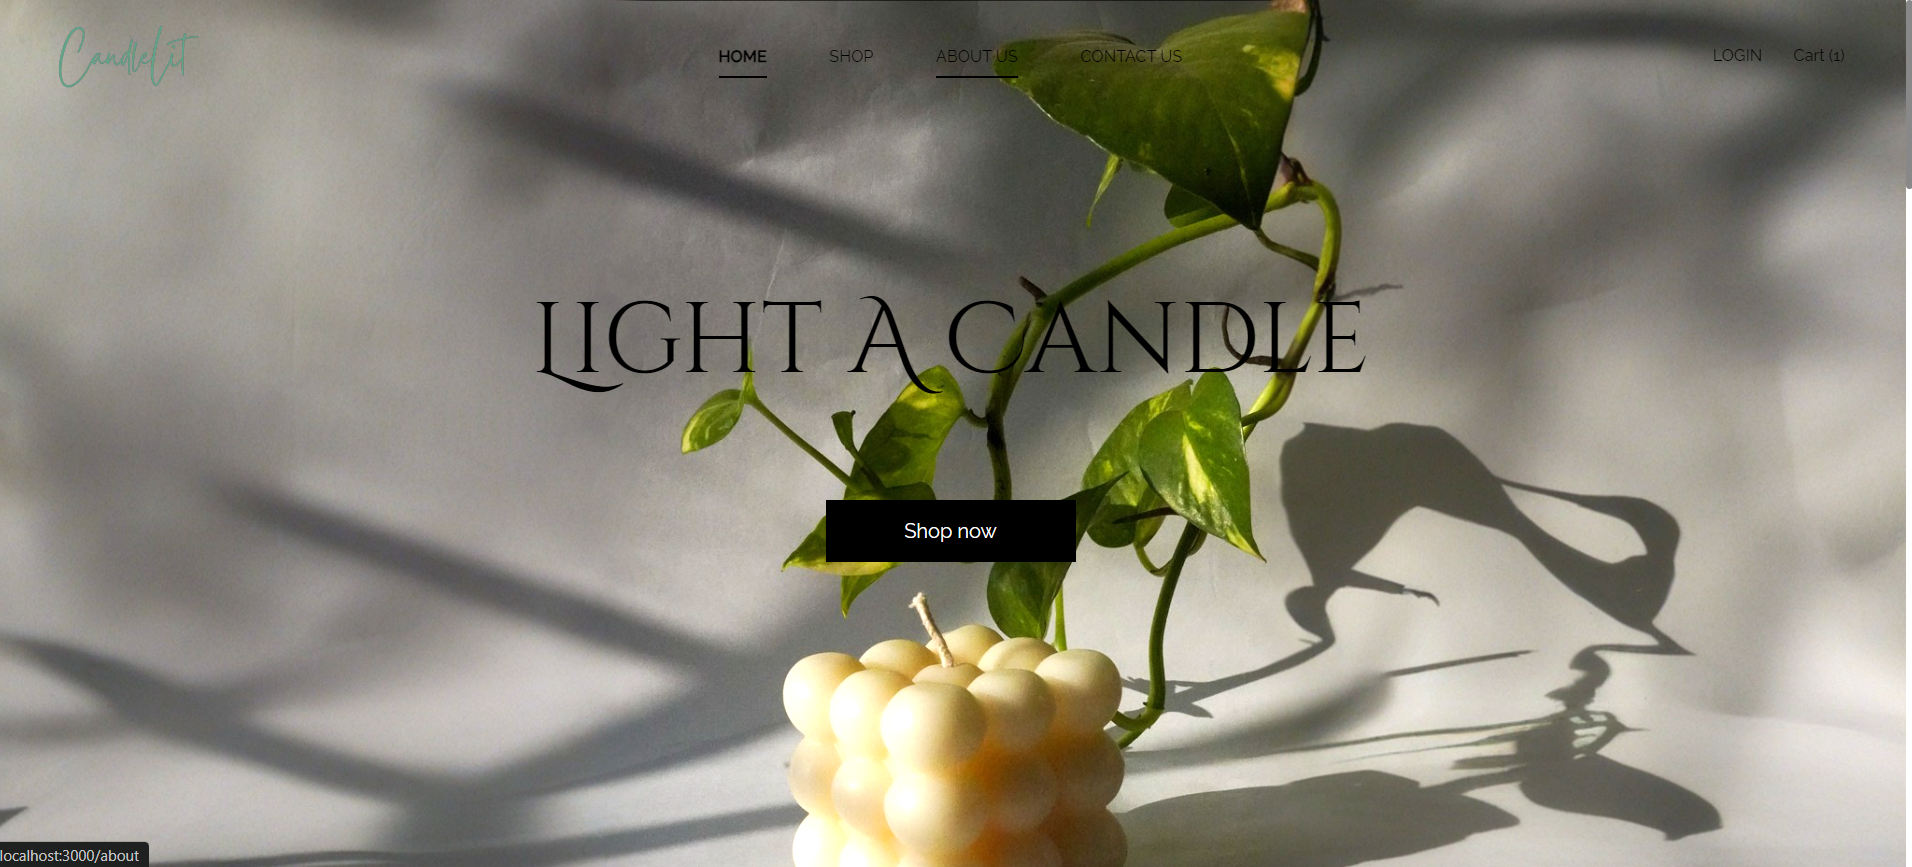 CandleLit
HOME SHOP ABOUT US CONTACT US LOGIN Cart (1)
LIGHT A CANDLE
Shop now
localhost:3000/about